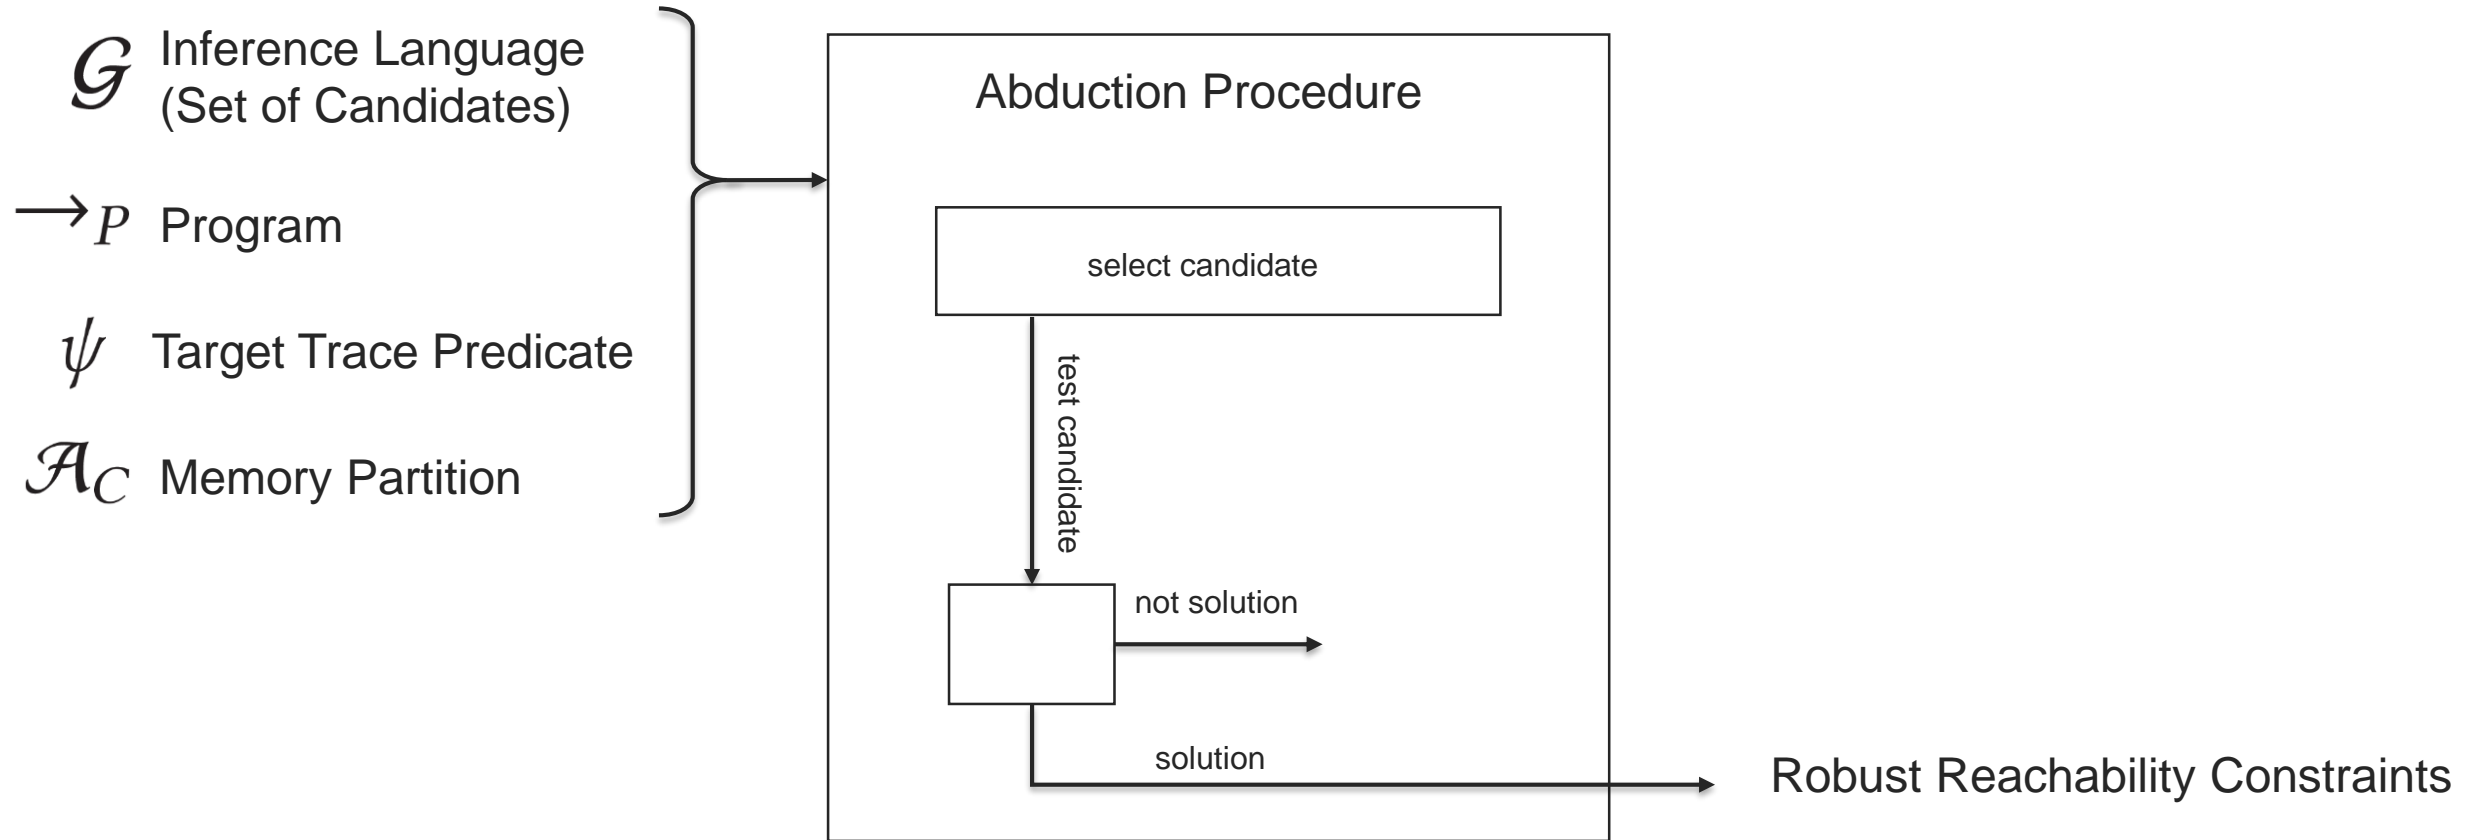 𝒢 Inference Language
(Set of Candidates)
→P Program
ψ Target Trace Predicate
𝒜C Memory Partition
Abduction Procedure
select candidate
test candidate
not solution
solution
Robust Reachability Constraints